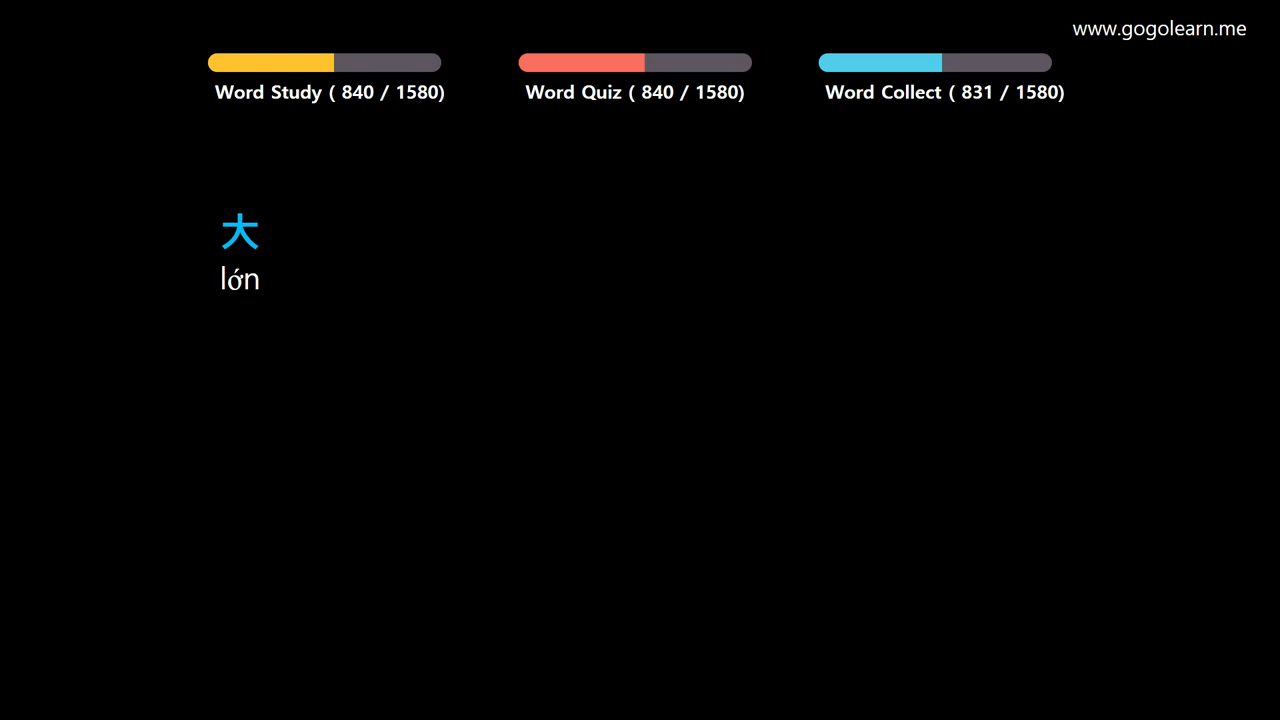 www.gogolearn.me
Word Study ( 840 / 1580)
Word Quiz ( 840 / 1580)
Word Collect ( 831 / 1580)
大
lớn